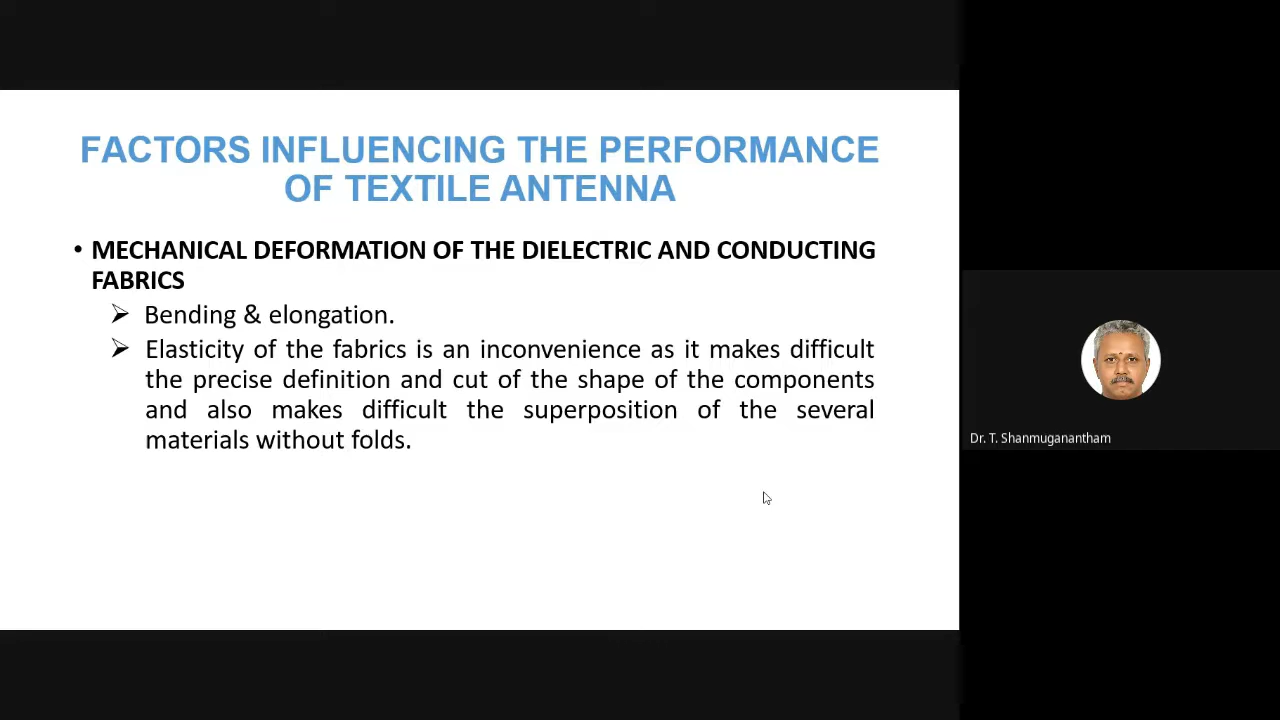 FACTORS INFLUENCING THE PERFORMANCE
OF TEXTILE ANTENNA
• MECHANICAL DEFORMATION OF THE DIELECTRIC AND CONDUCTING
FABRICS
➢ Bending & elongation.
➢ Elasticity of the fabrics is an inconvenience as it makes difficult
the precise definition and cut of the shape of the components
and also makes difficult the superposition of the several
materials without folds.
Dr. T. Shanmuganantham